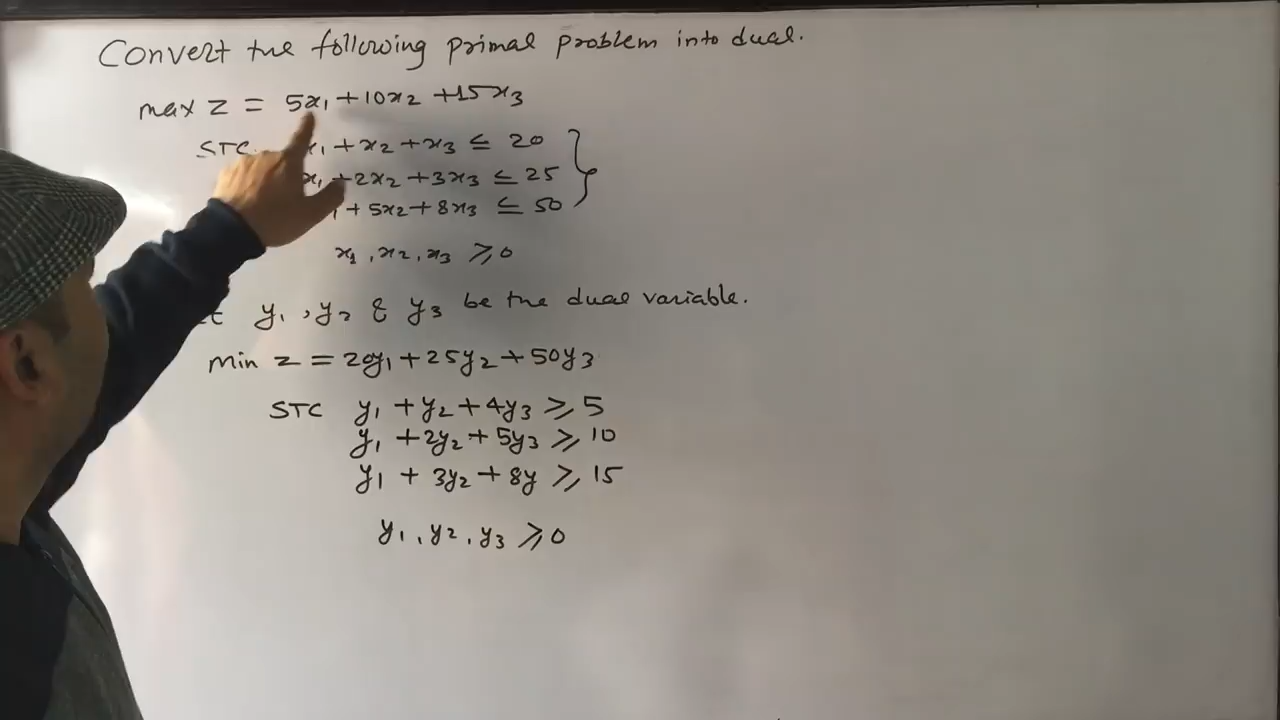 Convert the following primal problem into dual.
max z = 5x₁ + 10x₂ + 15x₃
STC x₁ + x₂ + x₃ ≤ 20
x₁ + 2x₂ + 3x₃ ≤ 25
₁ + 5x₂ + 8x₃ ≤ 50
x₁, x₂, x₃ ≥ 0
y₁, y₂ & y₃ be the dual variable.
Min z = 20y₁ + 25y₂ + 50y₃
STC y₁ + y₂ + 4y₃ ≥ 5
y₁ + 2y₂ + 5y₃ ≥ 10
y₁ + 3y₂ + 8y ≥ 15
y₁, y₂, y₃ ≥ 0